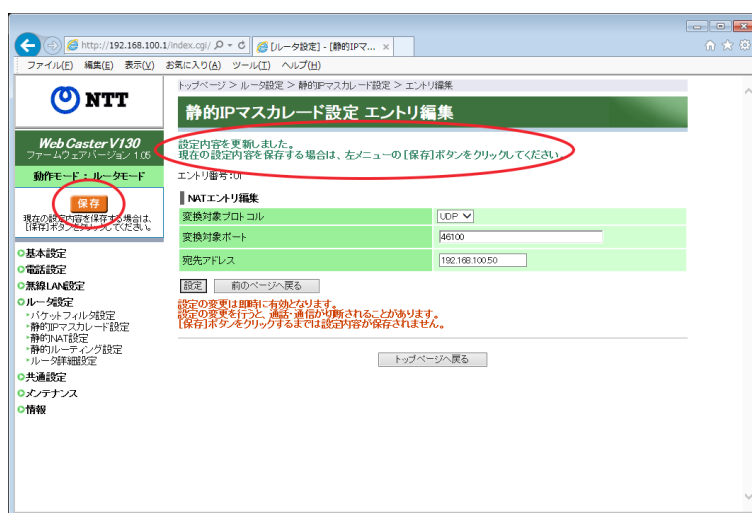 http://192.168.100.1/index.cgi/
[ルータ設定] - [静的IPマ...
ファイル(F) 編集(E) 表示(V) お気に入り(A) ツール(T) ヘルプ(H)
NTT
Web Caster V130
ファームウェアバージョン 1.05
動作モード : ルータモード
保存
現在の設定内容を保存する場合は、
[保存]ボタンをクリックしてください。
基本設定
電話設定
無線LAN設定
ルータ設定
パケットフィルタ設定
静的IPマスカレード設定
静的NAT設定
静的ルーティング設定
ルータ詳細設定
共通設定
メンテナンス
情報
トップページ > ルータ設定 > 静的IPマスカレード設定 > エントリ編集
静的IPマスカレード設定 エントリ編集
設定内容を更新しました。
現在の設定内容を保存する場合は、左メニューの[保存]ボタンをクリックしてください。
エントリ番号:01
NATエントリ編集
変換対象プロトコル UDP
変換対象ポート 46100
宛先アドレス 192.168.100.50
設定 前のページへ戻る
設定の変更は即時に有効となります。
設定の変更を行うと、通話・通信が切断されることがあります。
[保存]ボタンをクリックするまでは設定内容が保存されません。
トップページへ戻る